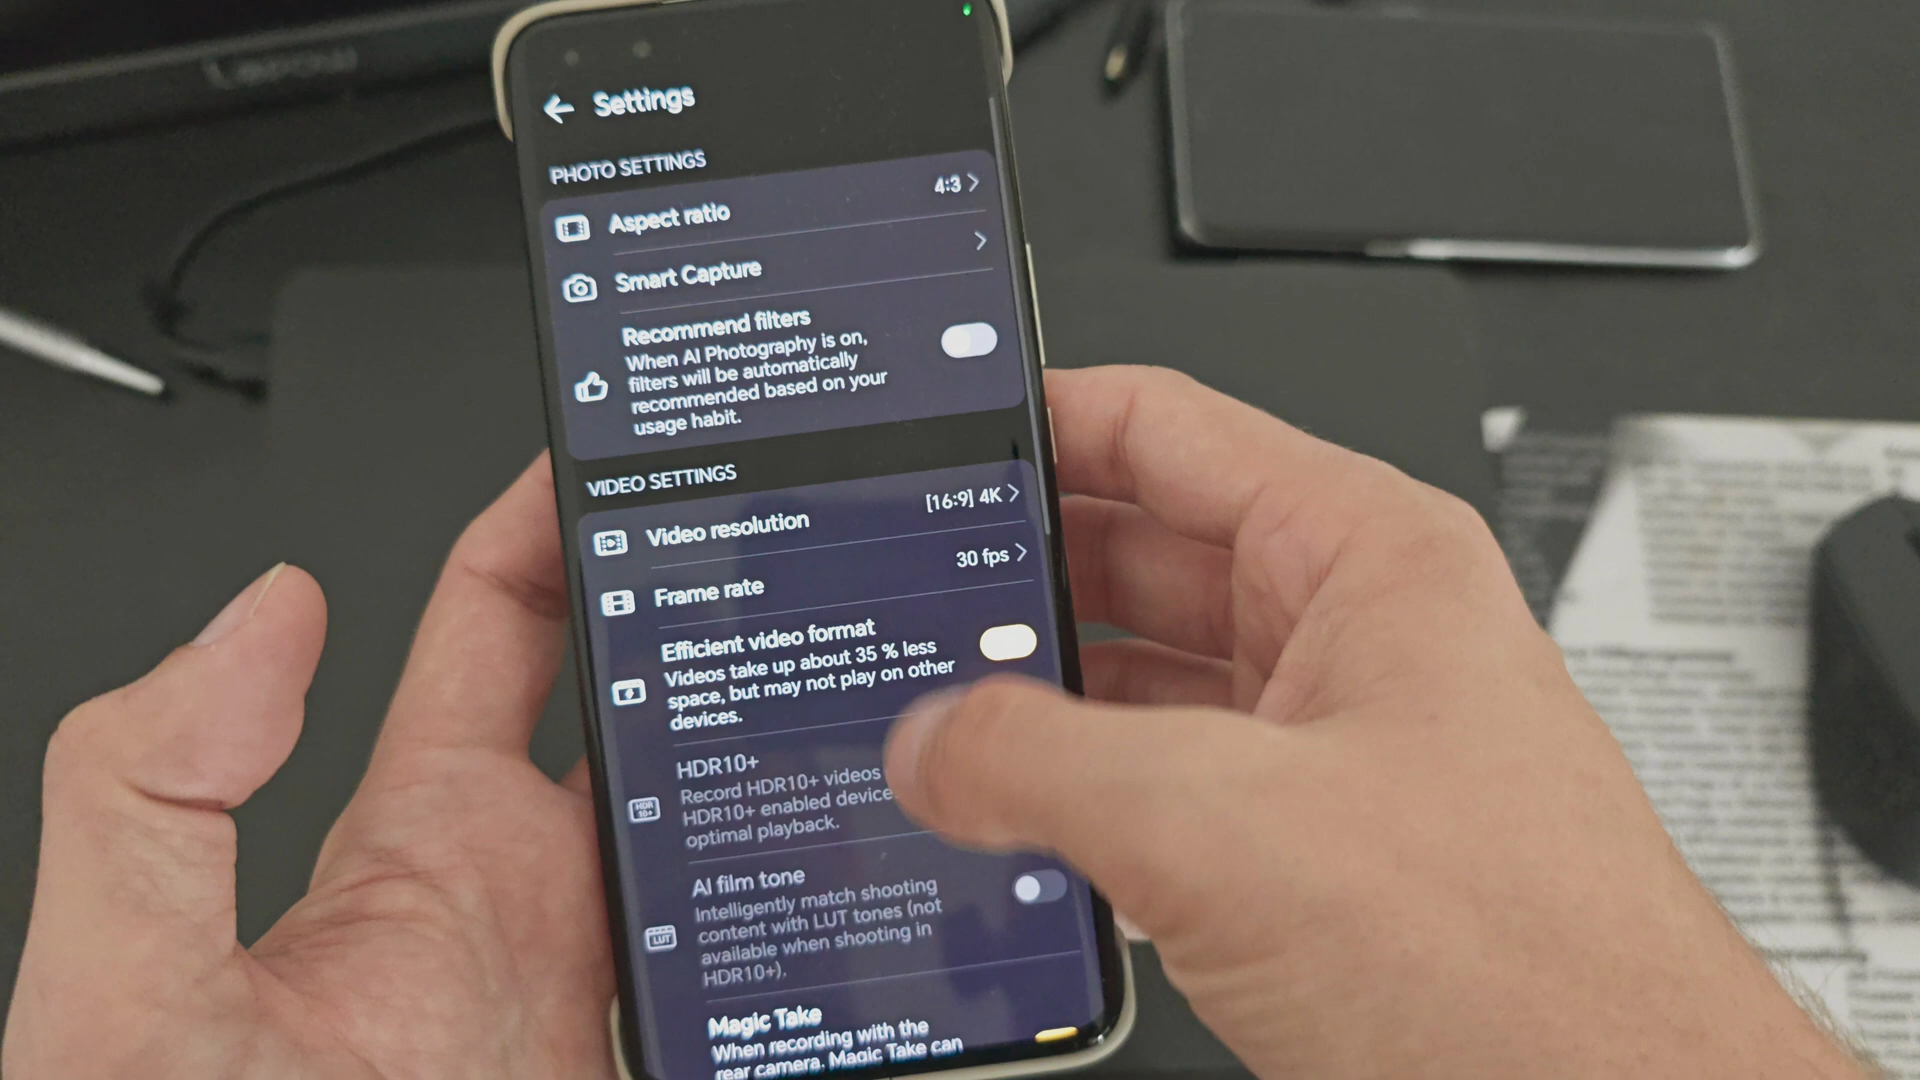 Lenovo
Settings
PHOTO SETTINGS
Aspect ratio 4:3
Smart Capture
Recommend filters
When AI Photography is on,
filters will be automatically
recommended based on your
usage habit.
VIDEO SETTINGS
Video resolution [16:9] 4K
Frame rate 30 fps
Efficient video format
Videos take up about 35 % less
space, but may not play on other
devices.
HDR10+
Record HDR10+ videos
HDR
10+
HDR10+ enabled device
optimal playback.
AI film tone
Intelligently match shooting
LUT
content with LUT tones (not
available when shooting in
HDR10+).
Magic Take
When recording with the
rear camera, Magic Take can